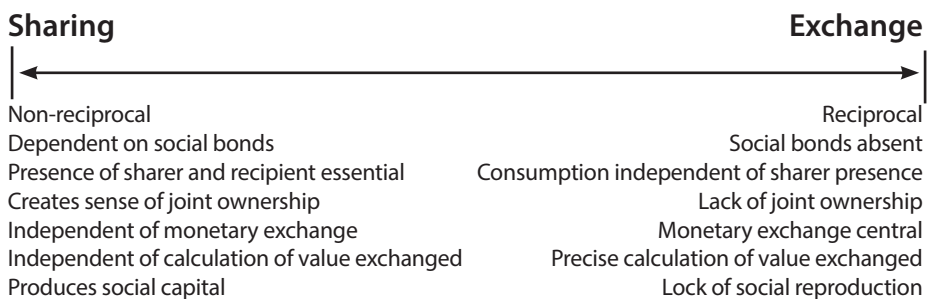 Sharing Exchange
Non-reciprocal Reciprocal
Dependent on social bonds Social bonds absent
Presence of sharer and recipient essential Consumption independent of sharer presence
Creates sense of joint ownership Lack of joint ownership
Independent of monetary exchange Monetary exchange central
Independent of calculation of value exchanged Precise calculation of value exchanged
Produces social capital Lock of social reproduction